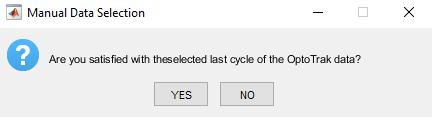 Manual Data Selection
Are you satisfied with theselected last cycle of the OptoTrak data?
YES NO